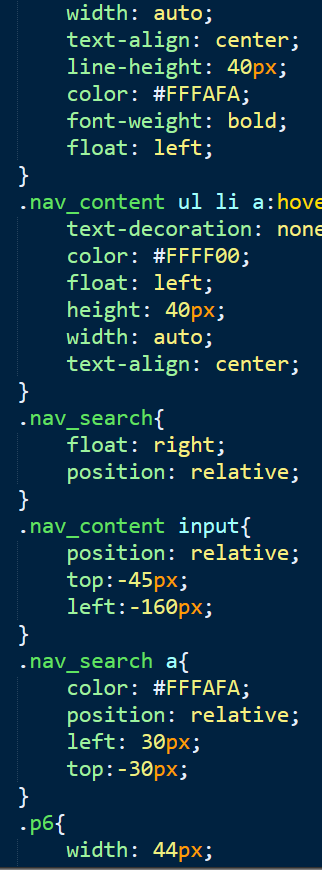 width: auto;
text-align: center;
line-height: 40px;
color: #FFFAFA;
font-weight: bold;
float: left;
}
.nav_content ul li a:hove
text-decoration: none
color: #FFFF00;
float: left;
height: 40px;
width: auto;
text-align: center;
}
.nav_search{
float: right;
position: relative;
}
.nav_content input{
position: relative;
top:-45px;
left:-160px;
}
.nav_search a{
color: #FFFAFA;
position: relative;
left: 30px;
top:-30px;
}
.p6{
width: 44px;